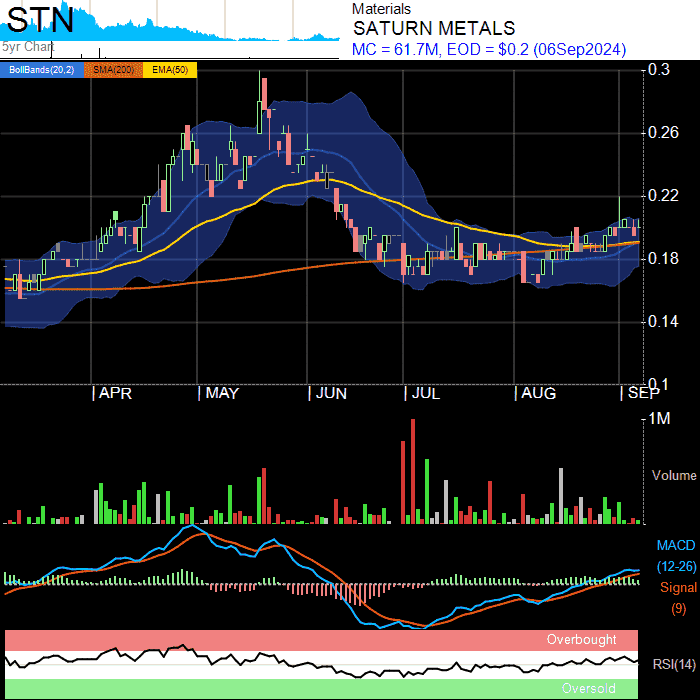 STN
5yr Chart
Materials
SATURN METALS
MC = 61.7M, EOD = $0.2 (06Sep2024)
BollBands(20,2) SMA(200) EMA(50)
0.3
0.26
0.22
0.18
0.14
0.1
APR MAY JUN JUL AUG SEP
1M
Volume
MACD
(12-26)
Signal
(9)
Overbought
RSI(14)
Oversold